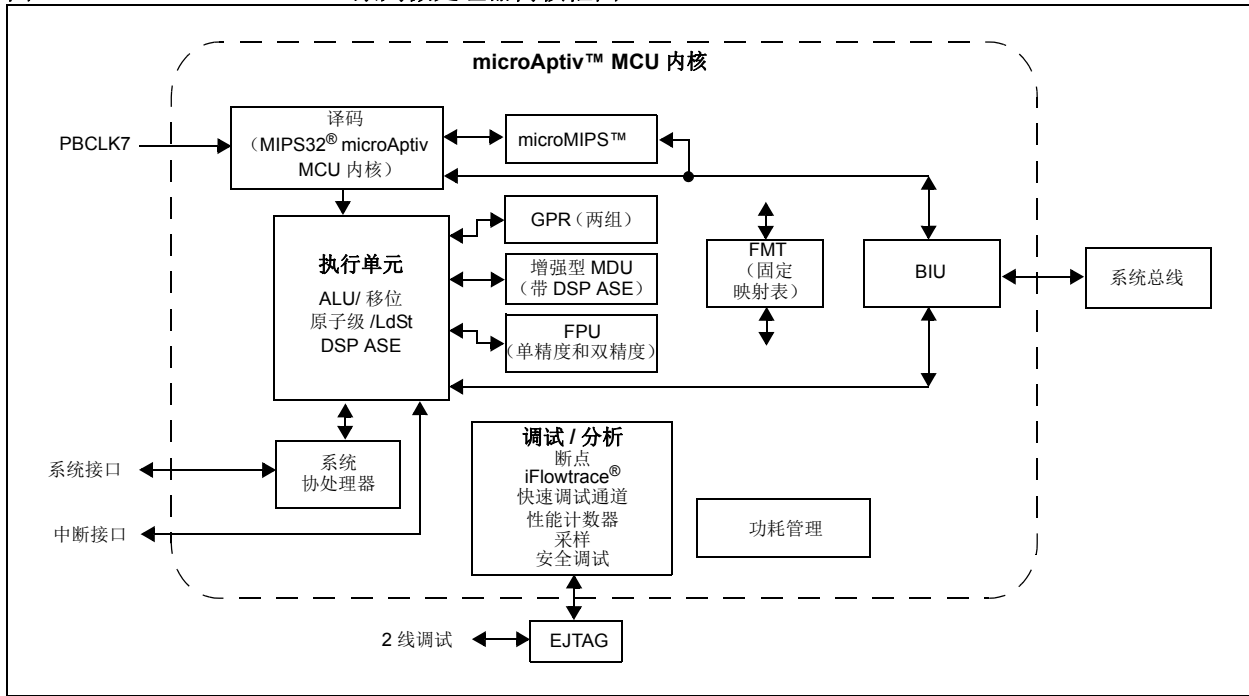 microAptiv™ MCU 内核
译码
（MIPS32® microAptiv
MCU 内核）
PBCLK7
microMIPS™
GPR（两组）
执行单元
ALU/ 移位
原子级 /LdSt
DSP ASE
增强型 MDU
（带 DSP ASE）
FPU
（单精度和双精度）
FMT
（固定
映射表）
BIU
系统总线
系统接口
系统
协处理器
中断接口
调试 / 分析
断点
iFlowtrace®
快速调试通道
性能计数器
采样
安全调试
功耗管理
2 线调试
EJTAG